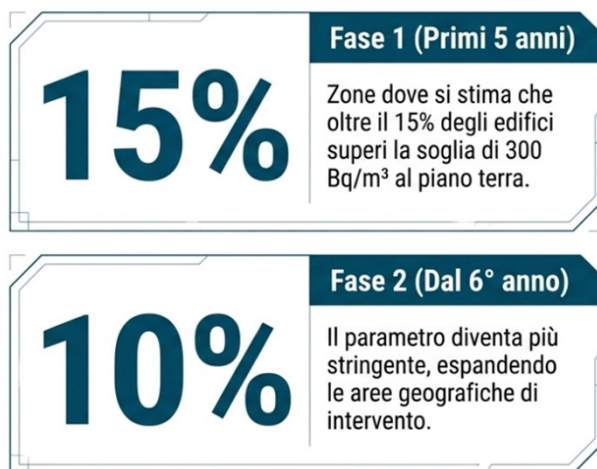 15%
Fase 1 (Primi 5 anni)
Zone dove si stima che
oltre il 15% degli edifici
superi la soglia di 300
Bq/m³ al piano terra.
10%
Fase 2 (Dal 6° anno)
Il parametro diventa più
stringente, espandendo
le aree geografiche di
intervento.